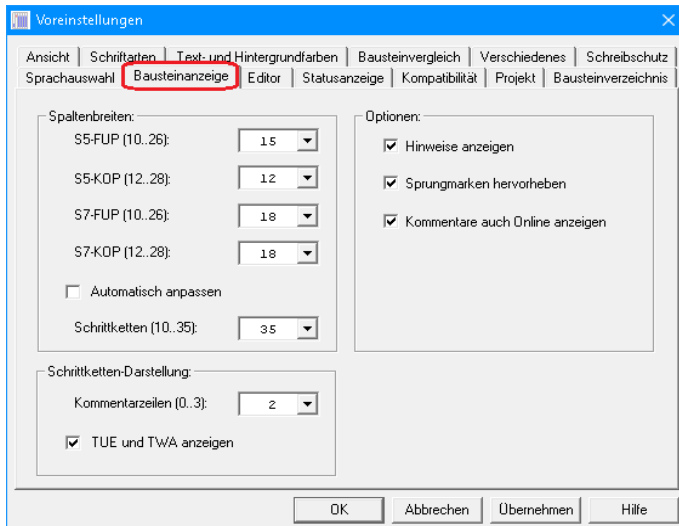 Voreinstellungen
Ansicht Schriftarten Text- und Hintergrundfarben Bausteinvergleich Verschiedenes Schreibschutz
Sprachauswahl Bausteinanzeige Editor Statusanzeige Kompatibilität Projekt Bausteinverzeichnis
Spaltenbreiten:
S5-FUP (10..26): 15
S5-KOP (12..28): 12
S7-FUP (10..26): 18
S7-KOP (12..28): 18
Automatisch anpassen
Schrittketten (10..35): 35
Schrittketten-Darstellung:
Kommentarzeilen (0..3): 2
TUE und TWA anzeigen
Optionen:
Hinweise anzeigen
Sprungmarken hervorheben
Kommentare auch Online anzeigen
OK Abbrechen Übernehmen Hilfe